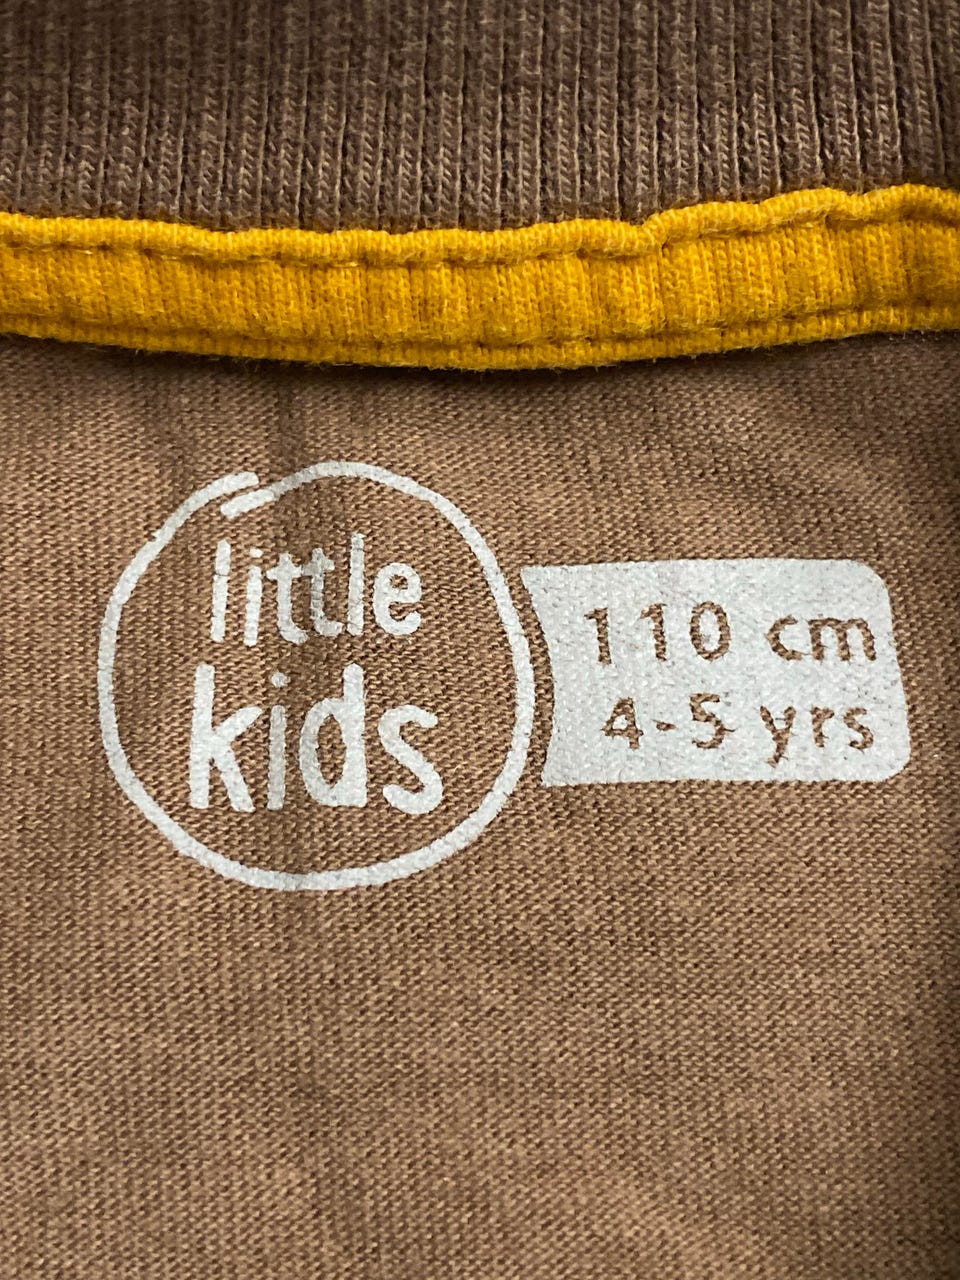 little
kids
110 cm
4-5 yrs